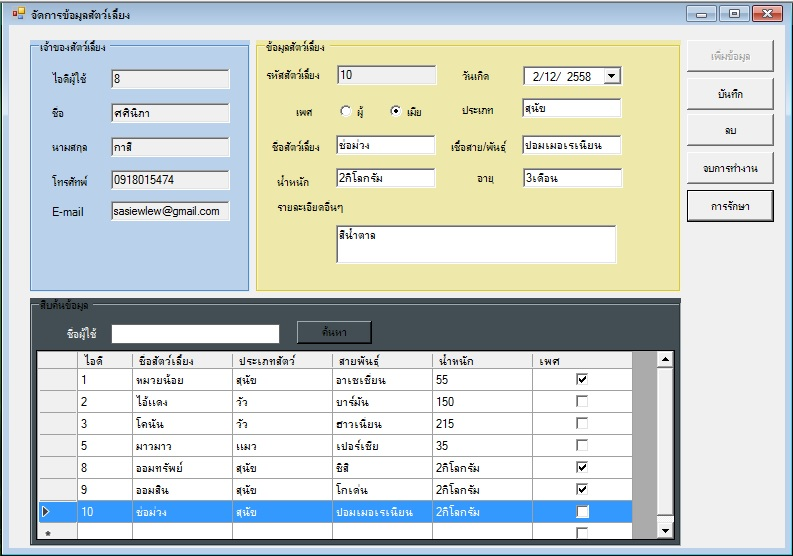 จัดการข้อมูลสัตว์เลี้ยง
เจ้าของสัตว์เลี้ยง
ไอดีผู้ใช้ 8
ชื่อ ศศินิภา
นามสกุล กาสี
โทรศัพท์ 0918015474
E-mail sasiewlew@gmail.com
ข้อมูลสัตว์เลี้ยง
รหัสสัตว์เลี้ยง 10 วันเกิด 2/12/ 2558
เพศ ผู้ เมีย ประเภท สุนัข
ชื่อสัตว์เลี้ยง ช่อม่วง เชื้อสาย/พันธุ์ ปอมเมอเรเนียน
น้ำหนัก 2กิโลกรัม อายุ 3เดือน
รายละเอียดอื่นๆ
สีน้ำตาล
เพิ่มข้อมูล
บันทึก
ลบ
จบการทำงาน
การรักษา
สืบค้นข้อมูล
ชื่อผู้ใช้ ค้นหา
ไอดี ชื่อสัตว์เลี้ยง ประเภทสัตว์ สายพันธุ์ น้ำหนัก เพศ
1 หมวยน้อย สุนัข อาเซเชียน 55
2 ไอ้แดง วัว บาร์มัน 150
3 โคนัน วัว ฮาวเนียน 215
5 มาวมาว แมว เปอร์เซีย 35
8 ออมทรัพย์ สุนัข ชิสี 2กิโลกรัม
9 ออมสิน สุนัข โกเด่น 2กิโลกรัม
10 ช่อม่วง สุนัข ปอมเมอเรเนียน 2กิโลกรัม